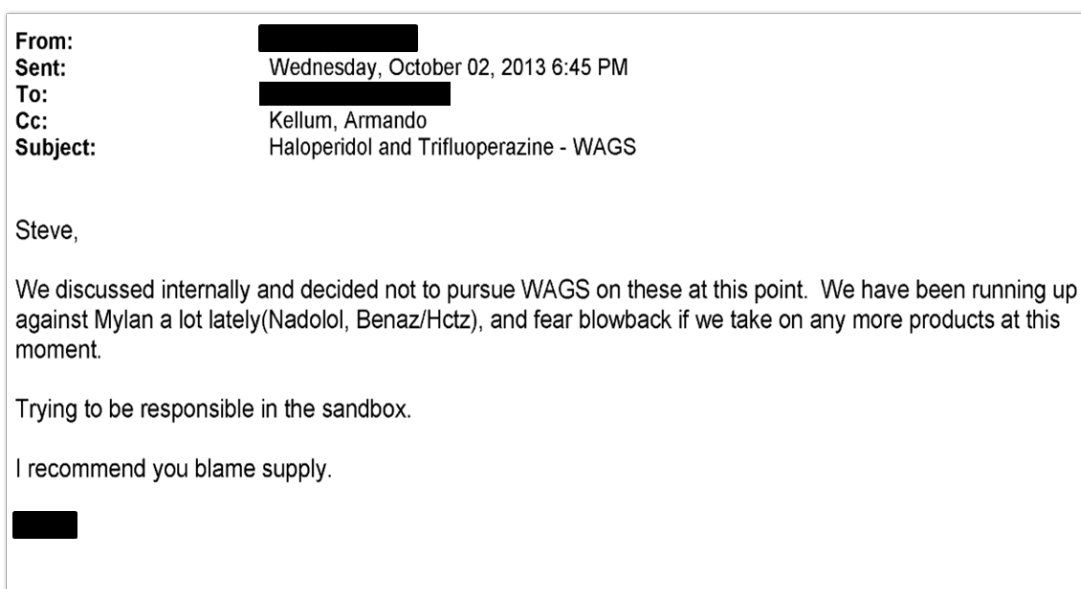 From:
Sent: Wednesday, October 02, 2013 6:45 PM
To:
Cc: Kellum, Armando
Subject: Haloperidol and Trifluoperazine - WAGS
Steve,
We discussed internally and decided not to pursue WAGS on these at this point.  We have been running up
against Mylan a lot lately(Nadolol, Benaz/Hctz), and fear blowback if we take on any more products at this
moment.
Trying to be responsible in the sandbox.
I recommend you blame supply.